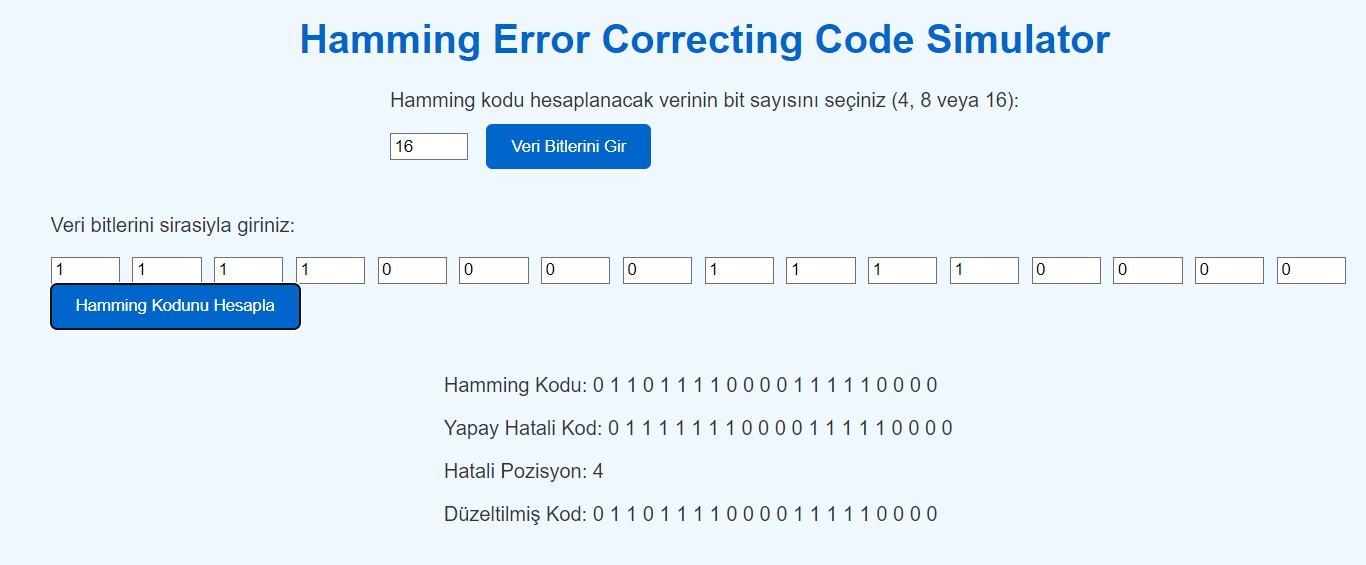 Hamming Error Correcting Code Simulator
Hamming kodu hesaplanacak verinin bit sayısını seçiniz (4, 8 veya 16):
16 Veri Bitlerini Gir
Veri bitlerini sirasiyla giriniz:
1 1 1 1 0 0 0 0 1 1 1 1 0 0 0 0
Hamming Kodunu Hesapla
Hamming Kodu: 0 1 1 0 1 1 1 1 0 0 0 0 1 1 1 1 1 0 0 0 0
Yapay Hatali Kod: 0 1 1 1 1 1 1 1 0 0 0 0 1 1 1 1 1 0 0 0 0
Hatali Pozisyon: 4
Düzeltilmiş Kod: 0 1 1 0 1 1 1 1 0 0 0 0 1 1 1 1 1 0 0 0 0